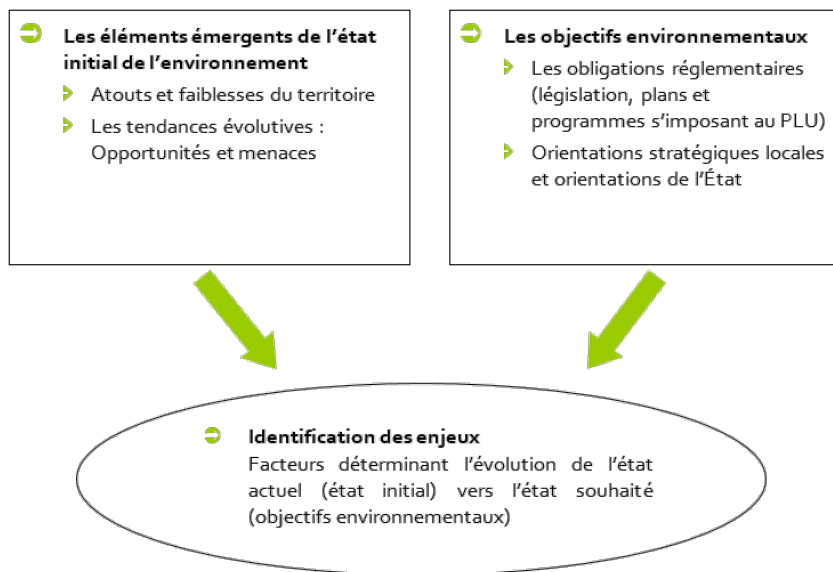 Les éléments émergents de l'état
initial de l'environnement
Atouts et faiblesses du territoire
Les tendances évolutives :
Opportunités et menaces
Les objectifs environnementaux
Les obligations réglementaires
(législation, plans et
programmes s'imposant au PLU)
Orientations stratégiques locales
et orientations de l'État
Identification des enjeux
Facteurs déterminant l'évolution de l'état
actuel (état initial) vers l'état souhaité
(objectifs environnementaux)